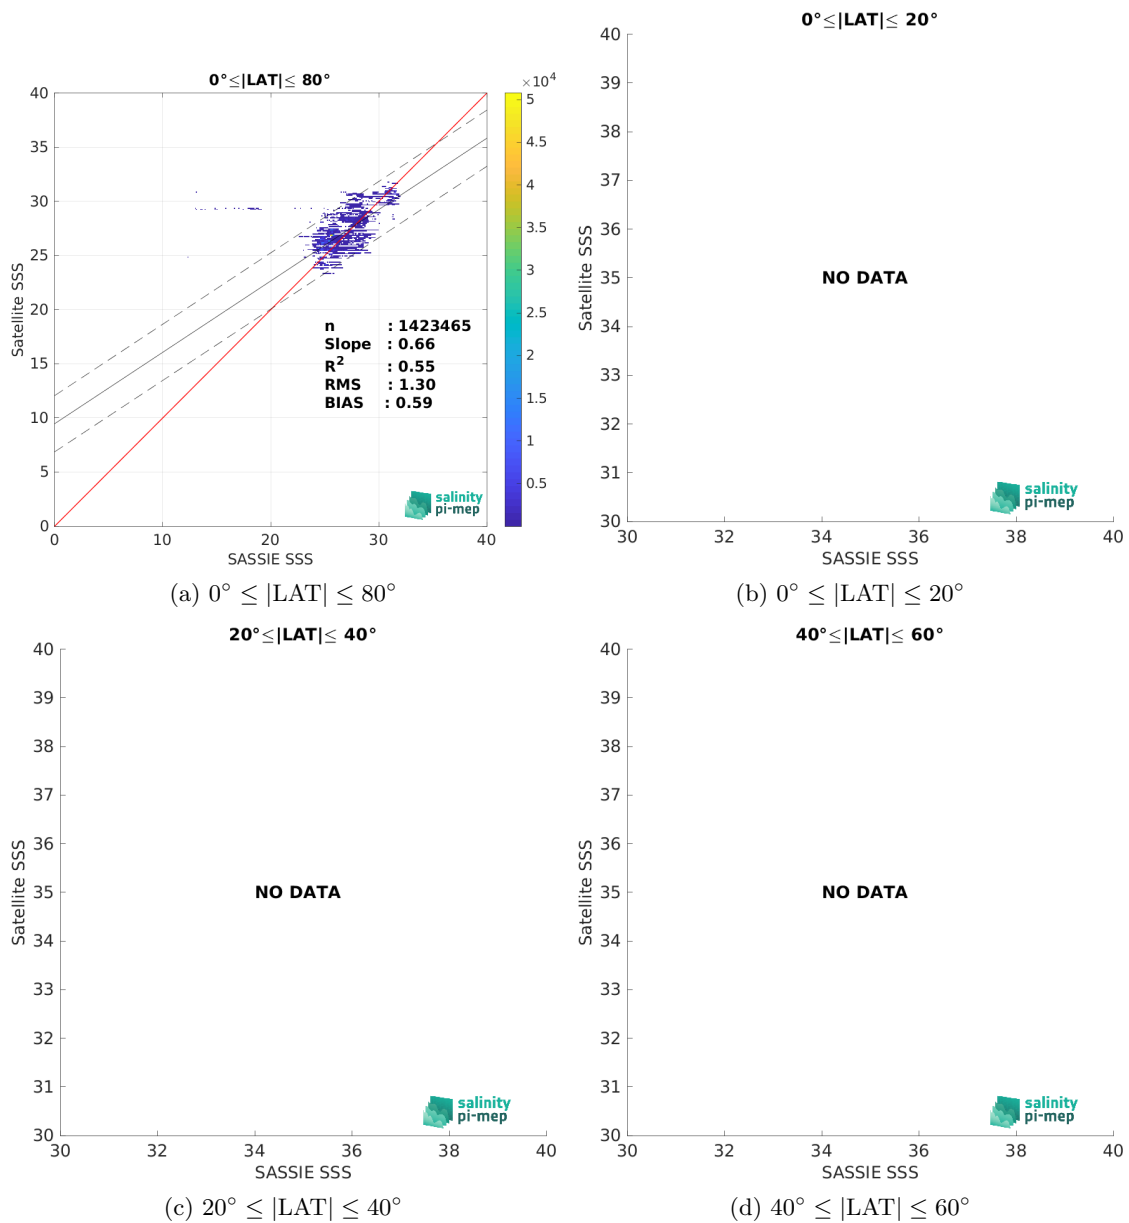 0°≤|LAT|≤ 80°
×10⁴
40
35
30
25
20
15
10
5
0
Satellite SSS
0
10
20
30
40
SASSIE SSS
n : 1423465
Slope : 0.66
R² : 0.55
RMS : 1.30
BIAS : 0.59
5
4.5
4
3.5
3
2.5
2
1.5
1
0.5
salinity
pi-mep
(a) 0° ≤ |LAT| ≤ 80°
0°≤|LAT|≤ 20°
40
39
38
37
36
35
34
33
32
31
30
Satellite SSS
NO DATA
30
32
34
36
38
40
SASSIE SSS
salinity
pi-mep
(b) 0° ≤ |LAT| ≤ 20°
20°≤|LAT|≤ 40°
40
39
38
37
36
35
34
33
32
31
30
Satellite SSS
NO DATA
30
32
34
36
38
40
SASSIE SSS
salinity
pi-mep
(c) 20° ≤ |LAT| ≤ 40°
40°≤|LAT|≤ 60°
40
39
38
37
36
35
34
33
32
31
30
Satellite SSS
NO DATA
30
32
34
36
38
40
SASSIE SSS
salinity
pi-mep
(d) 40° ≤ |LAT| ≤ 60°